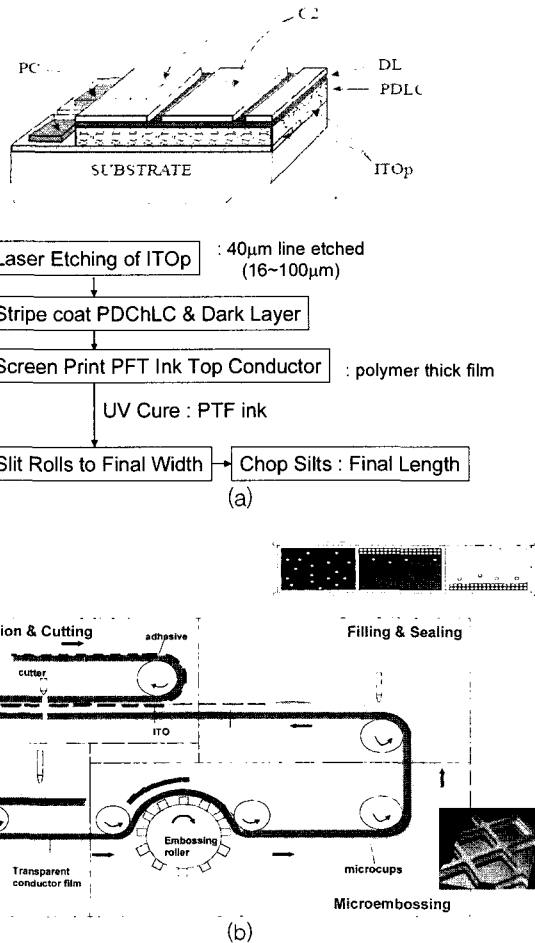 C2
PC
DL
PDLC
ITOp
SUBSTRATE
Laser Etching of ITOp
: 40μm line etched
(16~100μm)
Stripe coat PDChLC & Dark Layer
Screen Print PFT Ink Top Conductor
: polymer thick film
UV Cure : PTF ink
Slit Rolls to Final Width
Chop Silts : Final Length
(a)
& Cutting
Filling & Sealing
adhesive
cutter
ITO
Embossing
roller
Transparent
conductor film
microcups
Microembossing
(b)